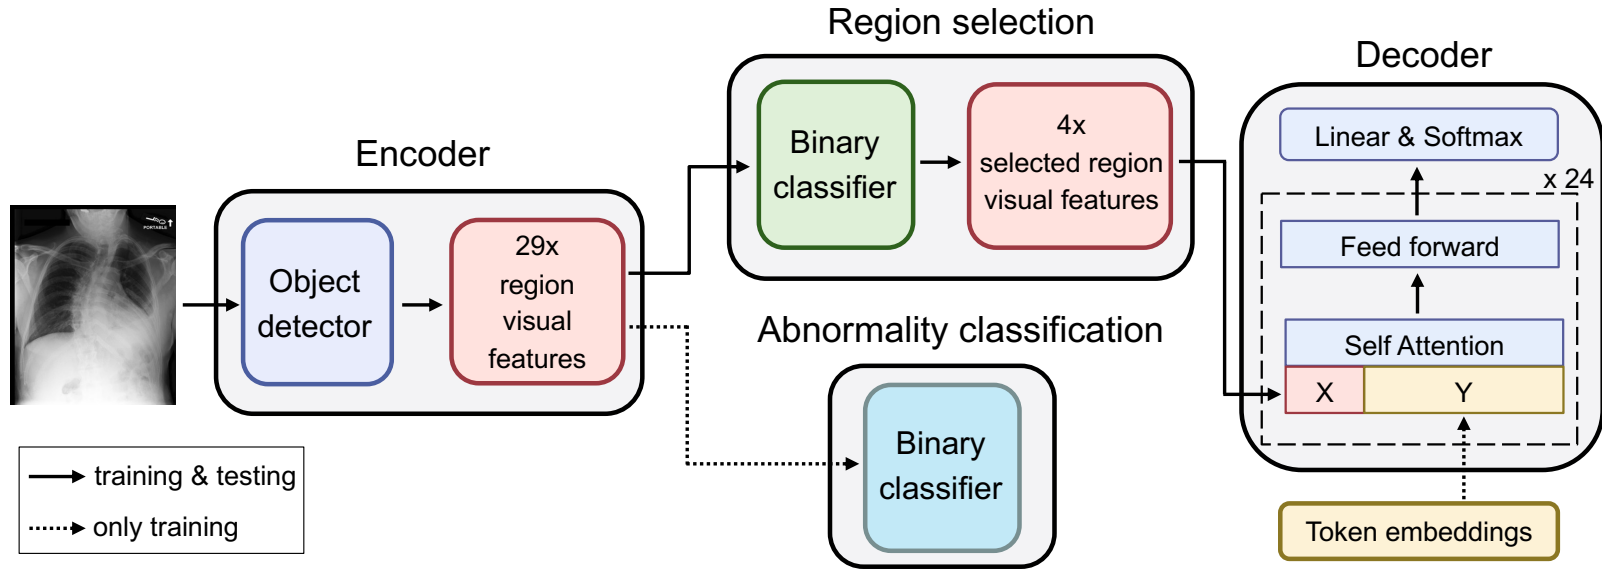 Region selection
Decoder
Encoder
Binary
classifier
4x
selected region
visual features
Linear & Softmax
x 24
PORTABLE
Object
detector
29x
region
visual
features
Feed forward
Abnormality classification
Self Attention
X
Y
Binary
classifier
training & testing
only training
Token embeddings